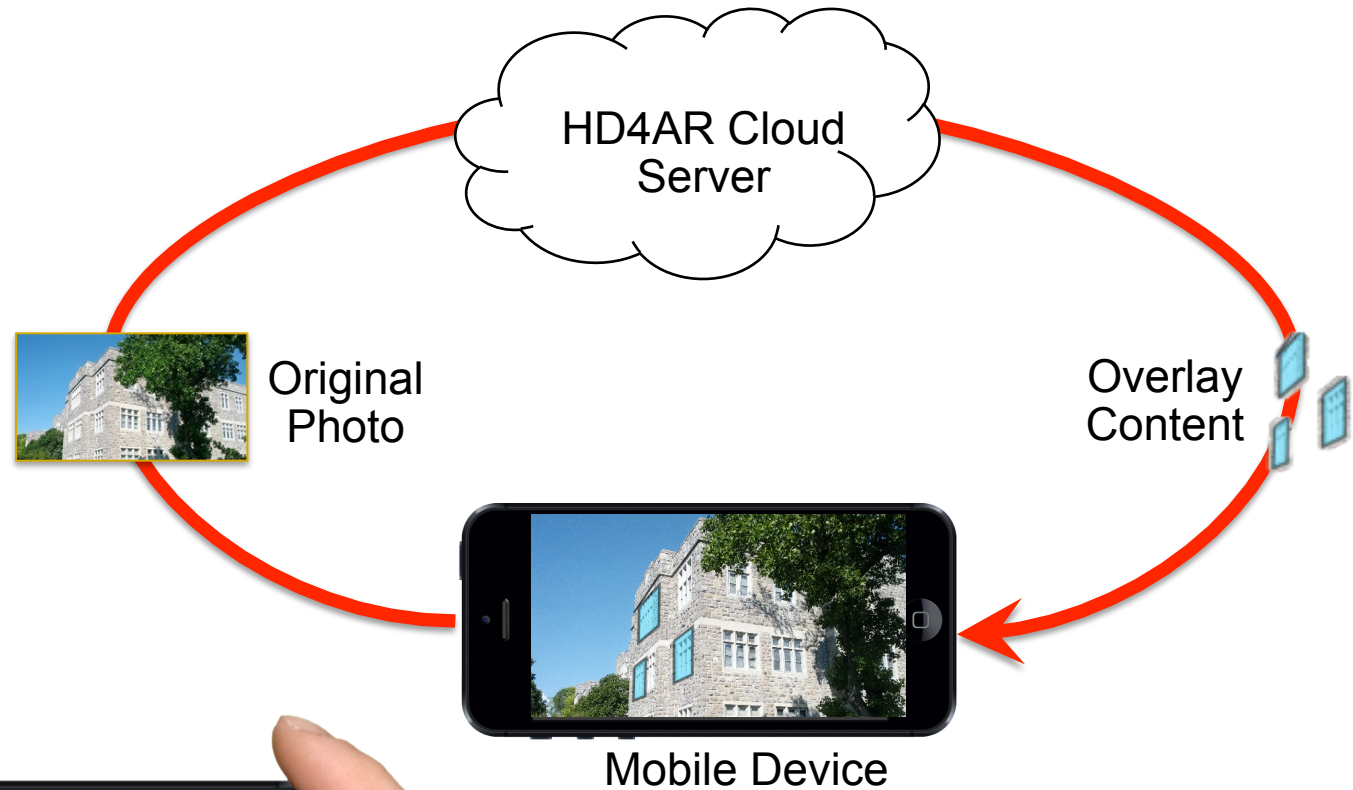 HD4AR Cloud
Server
Original
Photo
Overlay
Content
Mobile Device